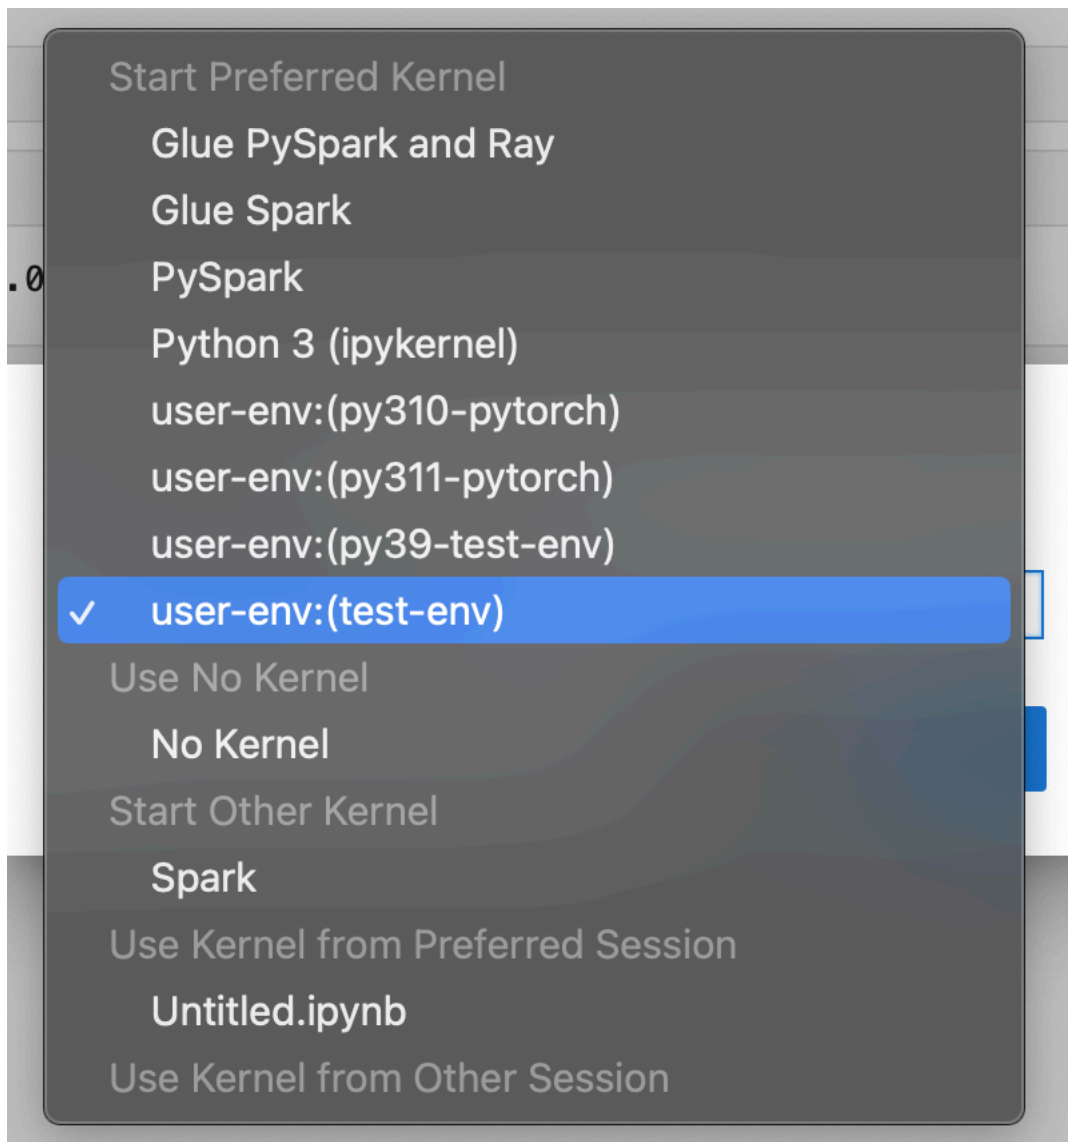 Start Preferred Kernel
Glue PySpark and Ray
Glue Spark
PySpark
.0
Python 3 (ipykernel)
user-env:(py310-pytorch)
user-env:(py311-pytorch)
user-env:(py39-test-env)
✓ user-env:(test-env)
Use No Kernel
No Kernel
Start Other Kernel
Spark
Use Kernel from Preferred Session
Untitled.ipynb
Use Kernel from Other Session